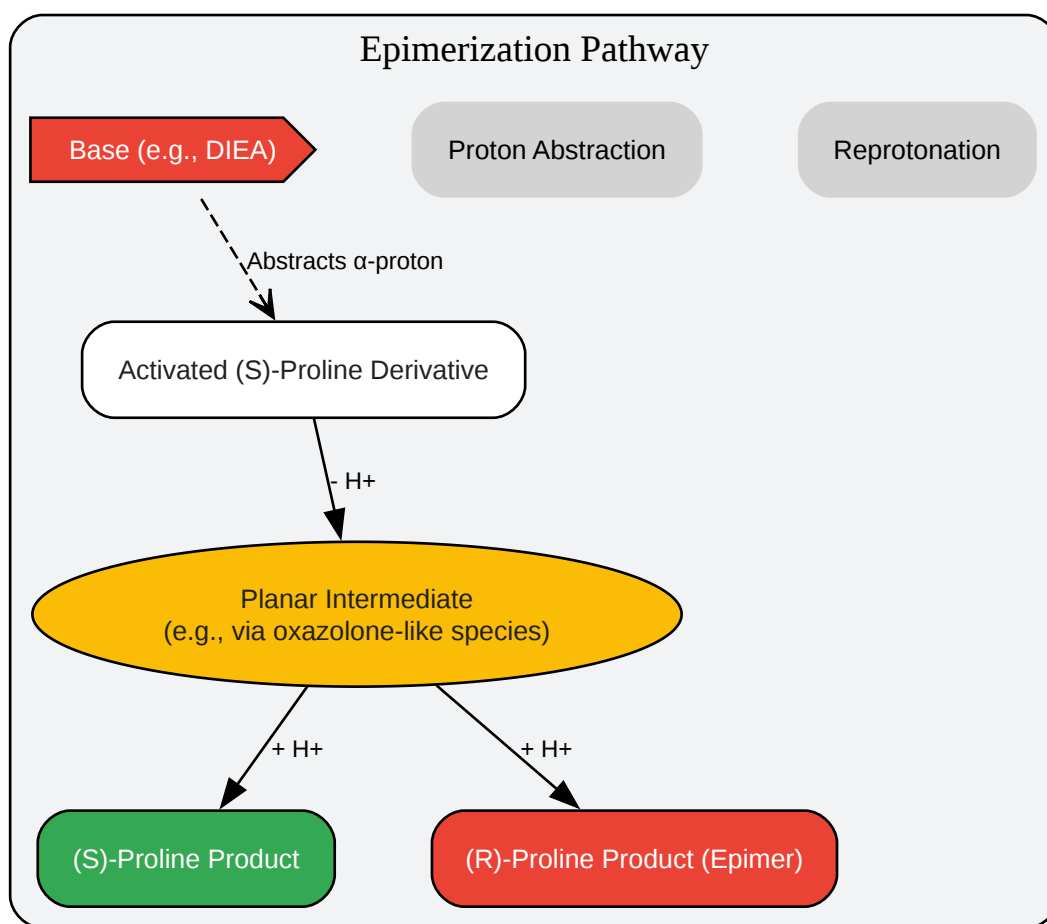 Epimerization Pathway
Base (e.g., DIEA)
Proton Abstraction
Reprotonation
Abstracts α-proton
Activated (S)-Proline Derivative
- H+
Planar Intermediate
(e.g., via oxazolone-like species)
+ H+
+ H+
(S)-Proline Product
(R)-Proline Product (Epimer)